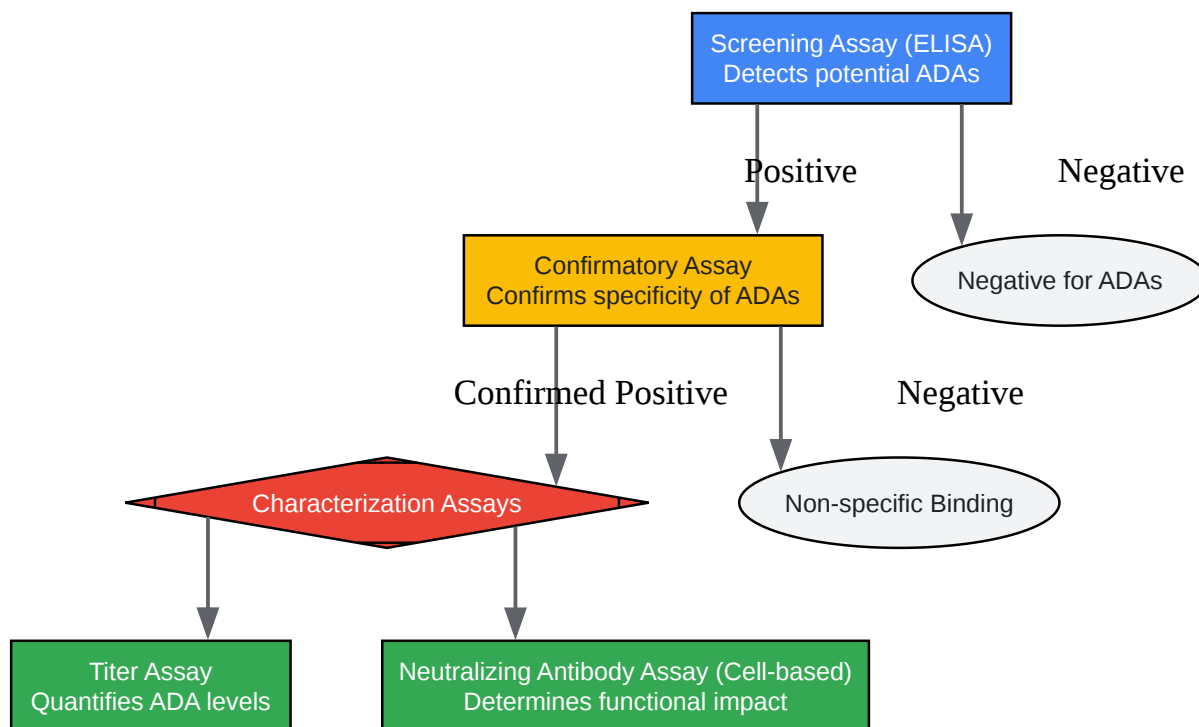 Screening Assay (ELISA)
Detects potential ADAs
Positive
Negative
Confirmatory Assay
Confirms specificity of ADAs
Negative for ADAs
Confirmed Positive
Negative
Characterization Assays
Non-specific Binding
Titer Assay
Quantifies ADA levels
Neutralizing Antibody Assay (Cell-based)
Determines functional impact